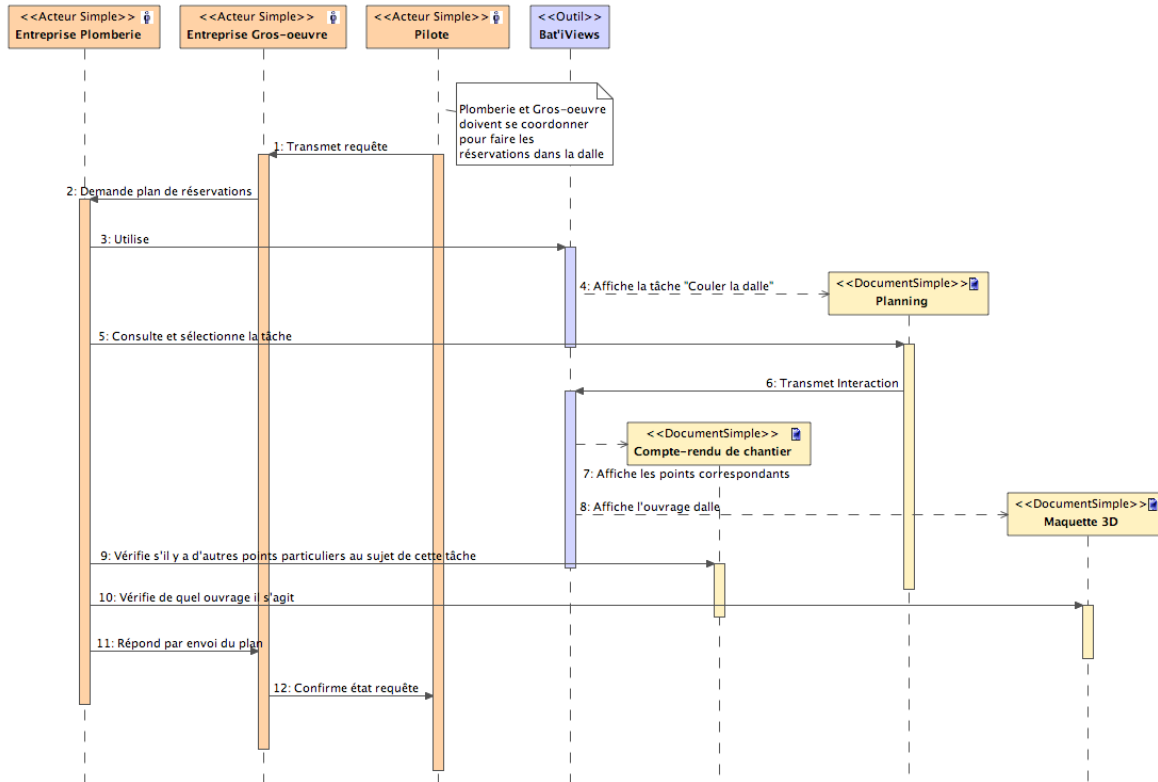 <<Acteur Simple>>
Entreprise Plomberie
<<Acteur Simple>>
Entreprise Gros-oeuvre
<<Acteur Simple>>
Pilote
<<Outil>>
Bat'iViews
Plomberie et Gros-oeuvre
doivent se coordonner
pour faire les
réservations dans la dalle
1: Transmet requête
2: Demande plan de réservations
3: Utilise
4: Affiche la tâche "Couler la dalle"
<<DocumentSimple>>
Planning
5: Consulte et sélectionne la tâche
6: Transmet Interaction
<<DocumentSimple>>
Compte-rendu de chantier
7: Affiche les points correspondants
8: Affiche l'ouvrage dalle
<<DocumentSimple>>
Maquette 3D
9: Vérifie s'il y a d'autres points particuliers au sujet de cette tâche
10: Vérifie de quel ouvrage il s'agit
11: Répond par envoi du plan
12: Confirme état requête